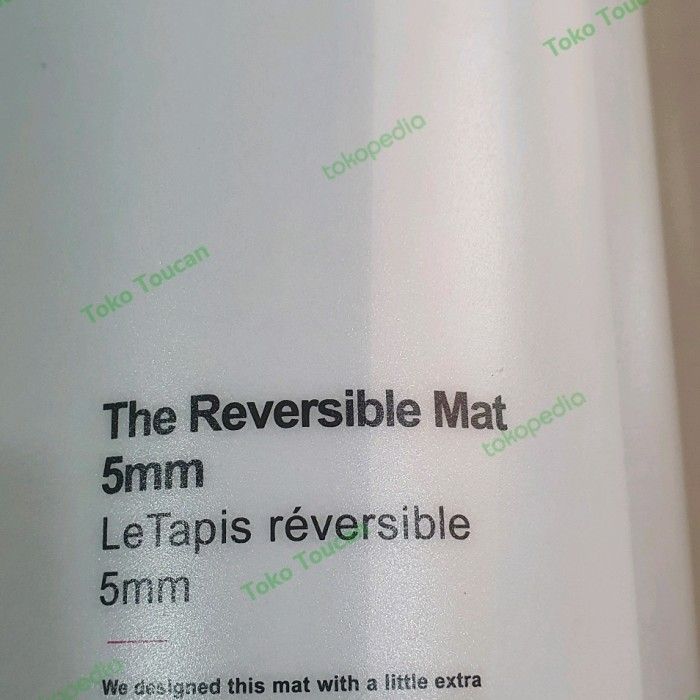 Toko Toucan
tokopedia
Toko Toucan
The Reversible Mat
5mm
tokopedia
LeTapis réversible
Toko Toucan
5mm
tokopedia
We designed this mat with a little extra